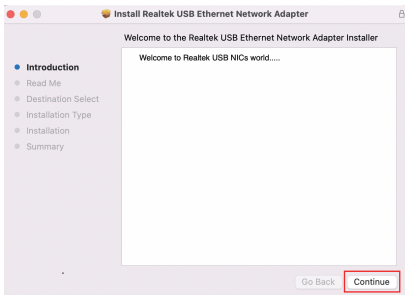 Install Realtek USB Ethernet Network Adapter
Welcome to the Realtek USB Ethernet Network Adapter Installer
Welcome to Realtek USB NICs world.....
Introduction
Read Me
Destination Select
Installation Type
Installation
Summary
Go Back
Continue